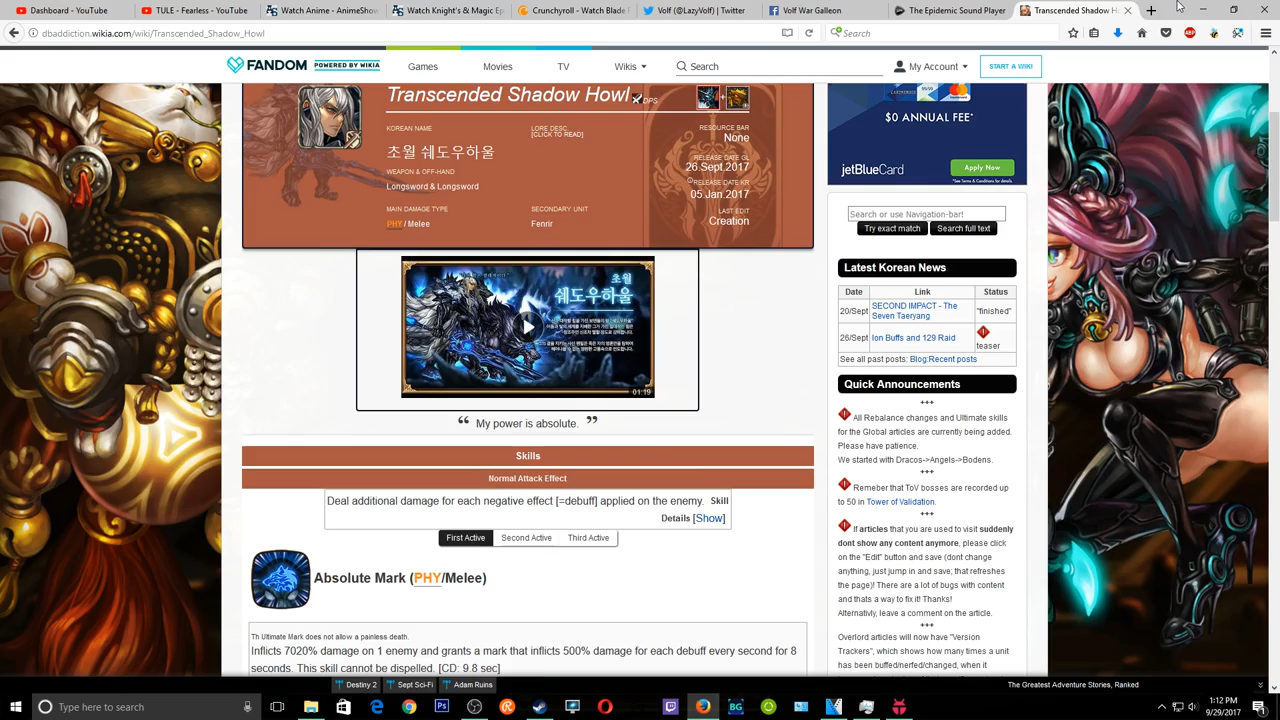 Dashboard - YouTube
TULE - Fearless - YouTub
Watch Anime - AnimeShow
Watch Knight's & Magic Ep
Crunchyroll - Watch Blade
Volf (@LazyVolf) | Twitter
Volf War Gallon
The Epidemic Sound Player
Transcended Shadow Ho
dbaddiction.wikia.com/wiki/Transcended_Shadow_Howl
Search
FANDOM POWERED BY WIKIA
Games
Movies
TV
Wikis
Search
My Account
START A WIKI
Transcended Shadow Howl
DPS
KOREAN NAME
초월 쉐도우하울
LORE DESC.
[CLICK TO READ]
WEAPON & OFF-HAND
Longsword & Longsword
MAIN DAMAGE TYPE
PHY / Melee
SECONDARY UNIT
Fenrir
RESOURCE BAR
None
RELEASE DATE GL
26.Sept.2017
RELEASE DATE KR
05.Jan.2017
LAST EDIT
Creation
초월
쉐도우하울
01:19
“ My power is absolute. ”
Skills
Normal Attack Effect
Deal additional damage for each negative effect [=debuff] applied on the enemy. Skill
Details [Show]
First Active
Second Active
Third Active
Absolute Mark (PHY/Melee)
Th Ultimate Mark does not allow a painless death.
Inflicts 7020% damage on 1 enemy and grants a mark that inflicts 500% damage for each debuff every second for 8
seconds. This skill cannot be dispelled. [CD: 9.8 sec]
$0 ANNUAL FEE*
jetBlueCard
Apply Now
*See Terms & Conditions for details.
Search or use Navigation-bar!
Try exact match
Search full text
Latest Korean News
Date Link Status
20/Sept SECOND IMPACT - The Seven Taeryang "finished"
26/Sept Ion Buffs and 129 Raid teaser
See all past posts: Blog:Recent posts
Quick Announcements
+++
All Rebalance changes and Ultimate skills
for the Global articles are currently being added.
Please have patience.
We started with Dracos->Angels->Bodens.
+++
Remeber that ToV bosses are recorded
up to 50 in Tower of Validation.
+++
If articles that you are used to visit suddenly
dont show any content anymore, please click
on the "Edit" button and save (dont change
anything, just jump in and save; that refreshes
the page)! There are a lot of bugs with content
and thats a way to fix it! Thanks!
Alternativly, leave a comment on the article.
+++
Overlord articles will now have "Version
Trackers", which shows how many times a unit
has been buffed/nerfed/changed, when it
Destiny 2
Sept Sci-Fi
Adam Ruins
The Greatest Adventure Stories, Ranked
Type here to search
1:12 PM
9/29/2017